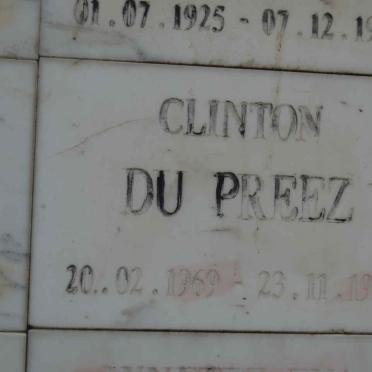 01.07.1925 - 07.12.19
CLINTON
DU PREEZ
20.02.1969 - 23.11.19